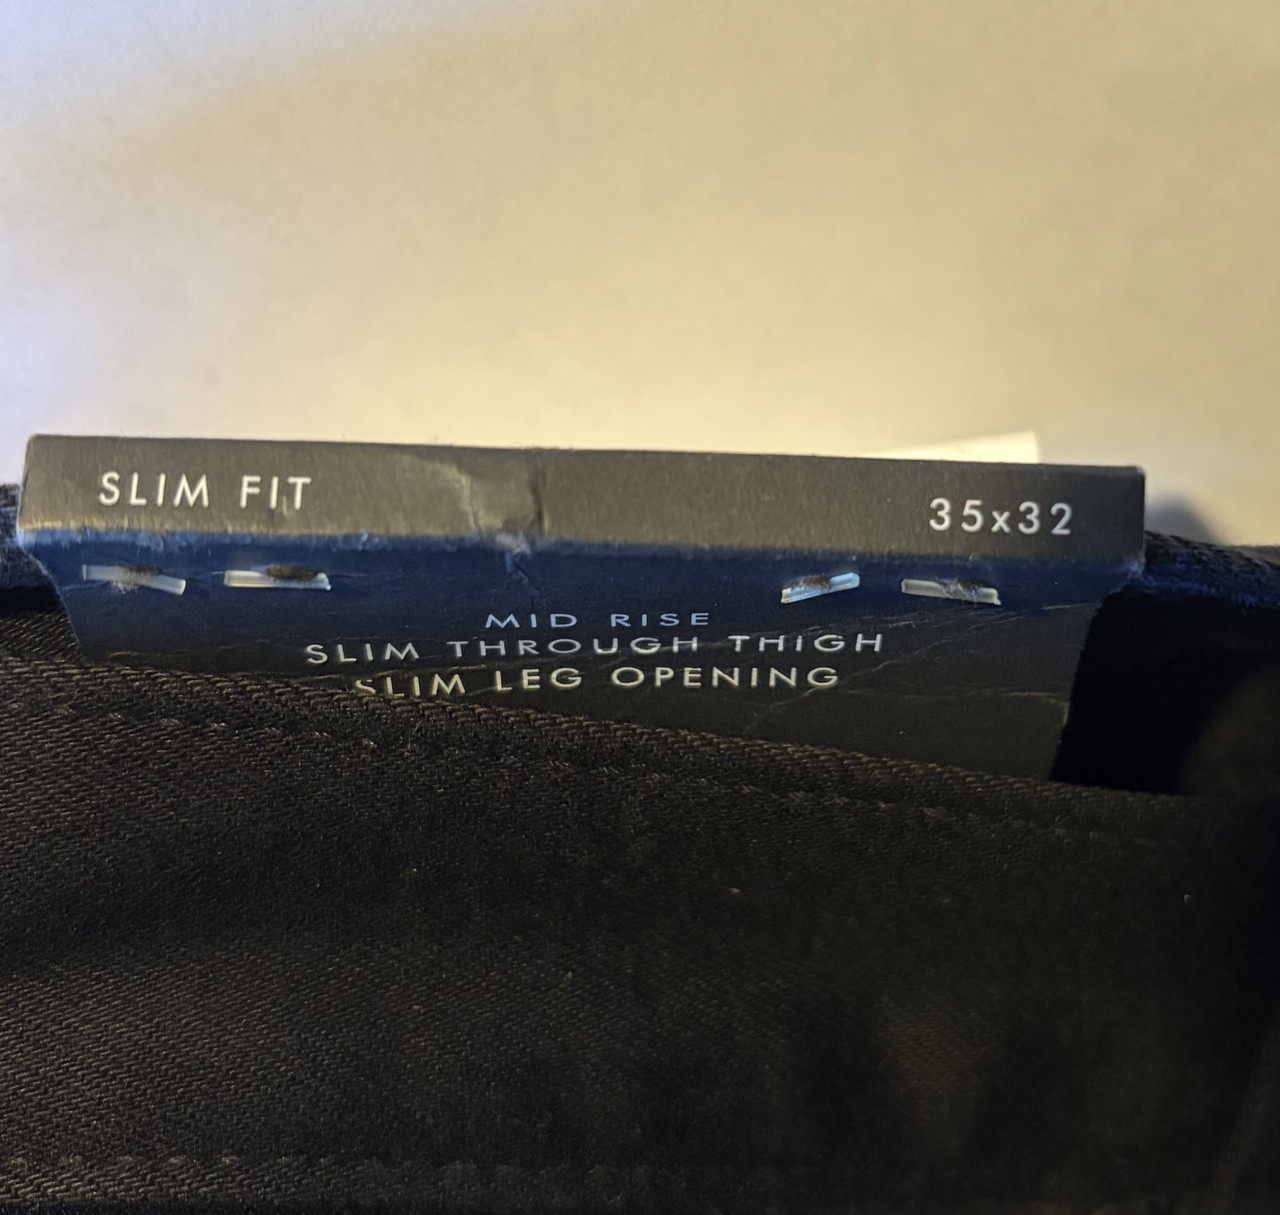 SLIM FIT 35x32
MID RISE
SLIM THROUGH THIGH
SLIM LEG OPENING